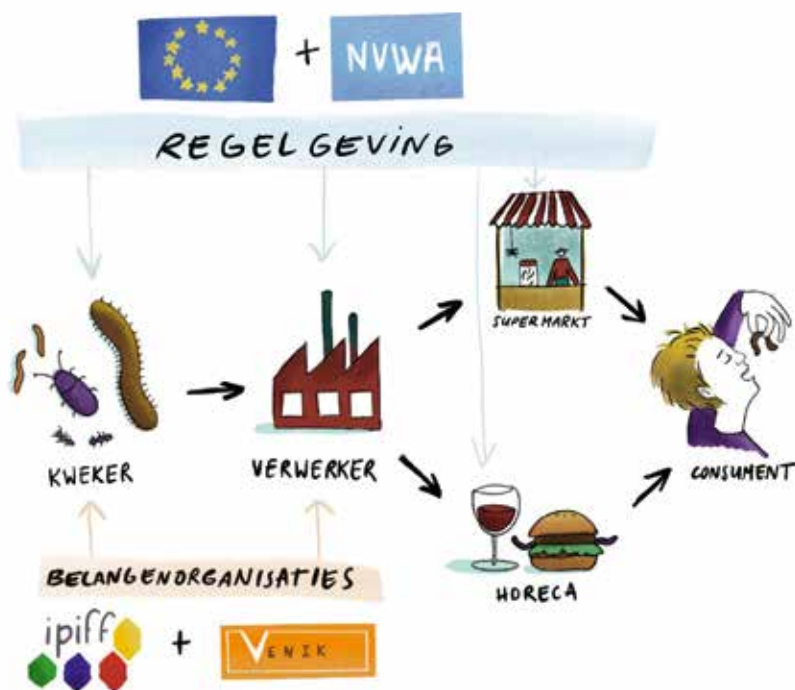 + NVWA
REGELGEVING
SUPERMARKT
KWEKER
VERWERKER
CONSUMENT
HORECA
BELANGENORGANISATIES
ipiff + VENIK